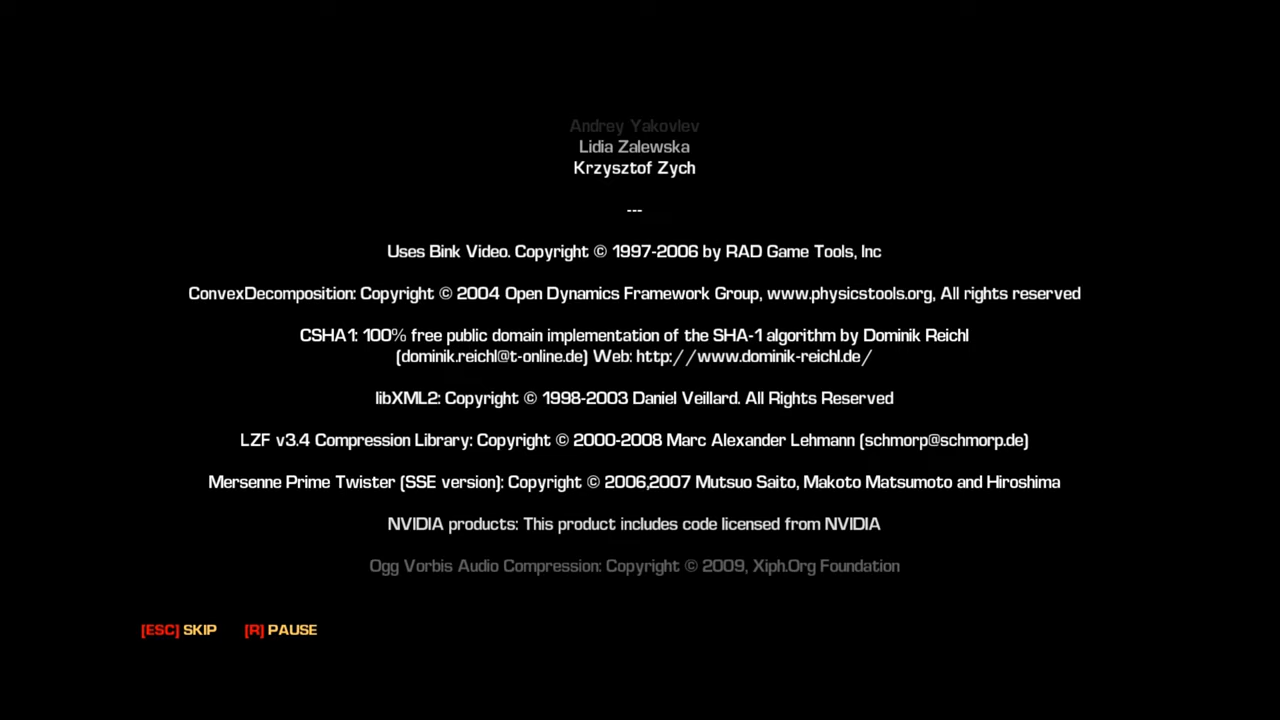 Andrey Yakovlev
Lidia Zalewska
Krzysztof Zych
---
Uses Bink Video. Copyright © 1997-2006 by RAD Game Tools, Inc
ConvexDecomposition: Copyright © 2004 Open Dynamics Framework Group, www.physicstools.org, All rights reserved
CSHA1: 100% free public domain implementation of the SHA-1 algorithm by Dominik Reichl
(dominik.reichl@t-online.de) Web: http://www.dominik-reichl.de/
libXML2: Copyright © 1998-2003 Daniel Veillard. All Rights Reserved
LZF v3.4 Compression Library: Copyright © 2000-2008 Marc Alexander Lehmann (schmorp@schmorp.de)
Mersenne Prime Twister (SSE version): Copyright © 2006,2007 Mutsuo Saito, Makoto Matsumoto and Hiroshima
NVIDIA products: This product includes code licensed from NVIDIA
Ogg Vorbis Audio Compression: Copyright © 2009, Xiph.Org Foundation
[ESC] SKIP [R] PAUSE